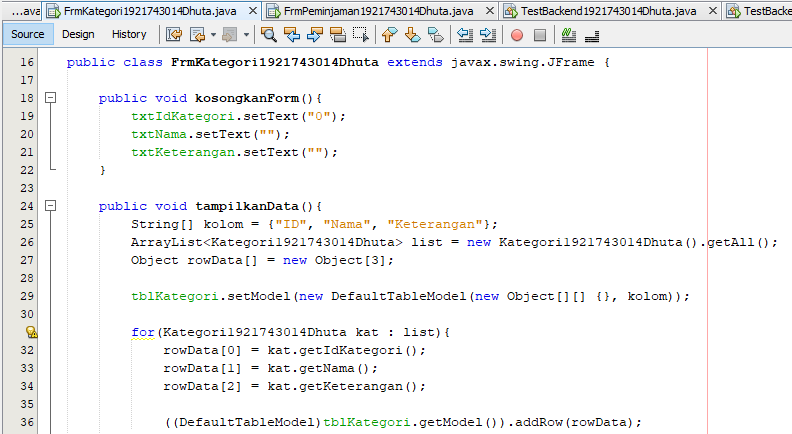 ...ava
FrmKategori1921743014Dhuta.java
FrmPeminjaman1921743014Dhuta.java
TestBackend1921743014Dhuta.java
TestBacke
Source Design History
16 public class FrmKategori1921743014Dhuta extends javax.swing.JFrame {
17
18 public void kosongkanForm(){
19 txtIdKategori.setText("0");
20 txtNama.setText("");
21 txtKeterangan.setText("");
22 }
23
24 public void tampilkanData(){
25 String[] kolom = {"ID", "Nama", "Keterangan"};
26 ArrayList<Kategori1921743014Dhuta> list = new Kategori1921743014Dhuta().getAll();
27 Object rowData[] = new Object[3];
28
29 tblKategori.setModel(new DefaultTableModel(new Object[][] {}, kolom));
30
for(Kategori1921743014Dhuta kat : list){
32 rowData[0] = kat.getIdKategori();
33 rowData[1] = kat.getNama();
34 rowData[2] = kat.getKeterangan();
35
36 ((DefaultTableModel)tblKategori.getModel()).addRow(rowData);